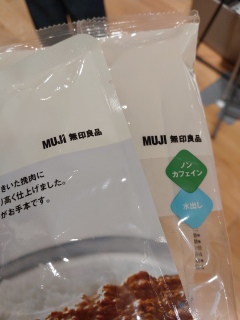 MUJI 無印良品
きいた挽肉に
り高く仕上げました。
がお手本です。
MUJI 無印良品
ノン
カフェイン
水出し